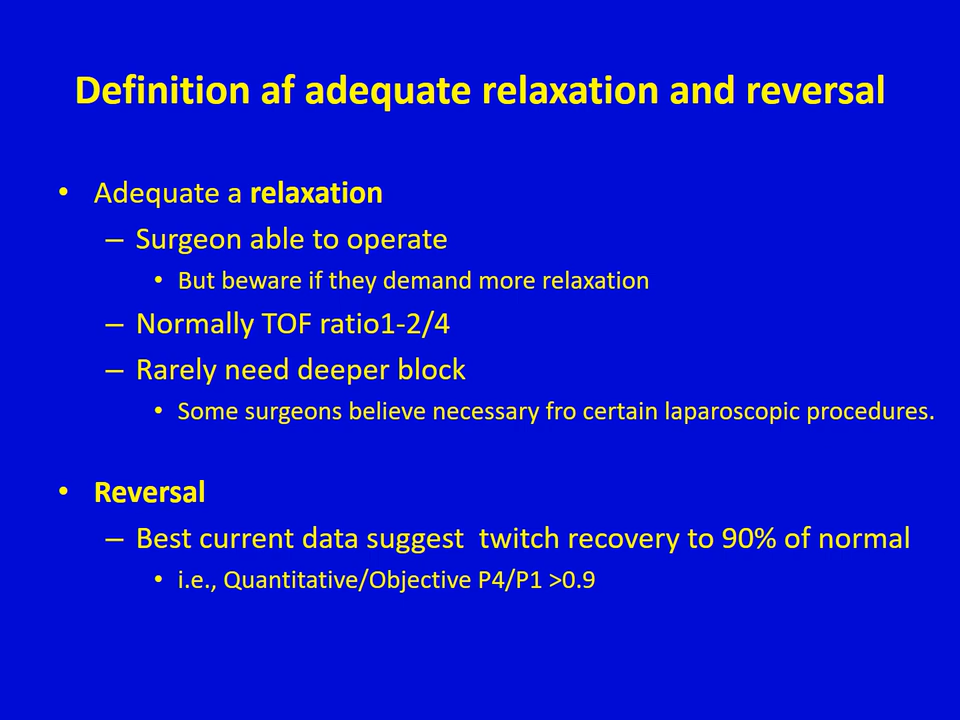 Definition af adequate relaxation and reversal
• Adequate a relaxation
– Surgeon able to operate
• But beware if they demand more relaxation
– Normally TOF ratio1-2/4
– Rarely need deeper block
• Some surgeons believe necessary fro certain laparoscopic procedures.
• Reversal
– Best current data suggest  twitch recovery to 90% of normal
• i.e., Quantitative/Objective P4/P1 >0.9